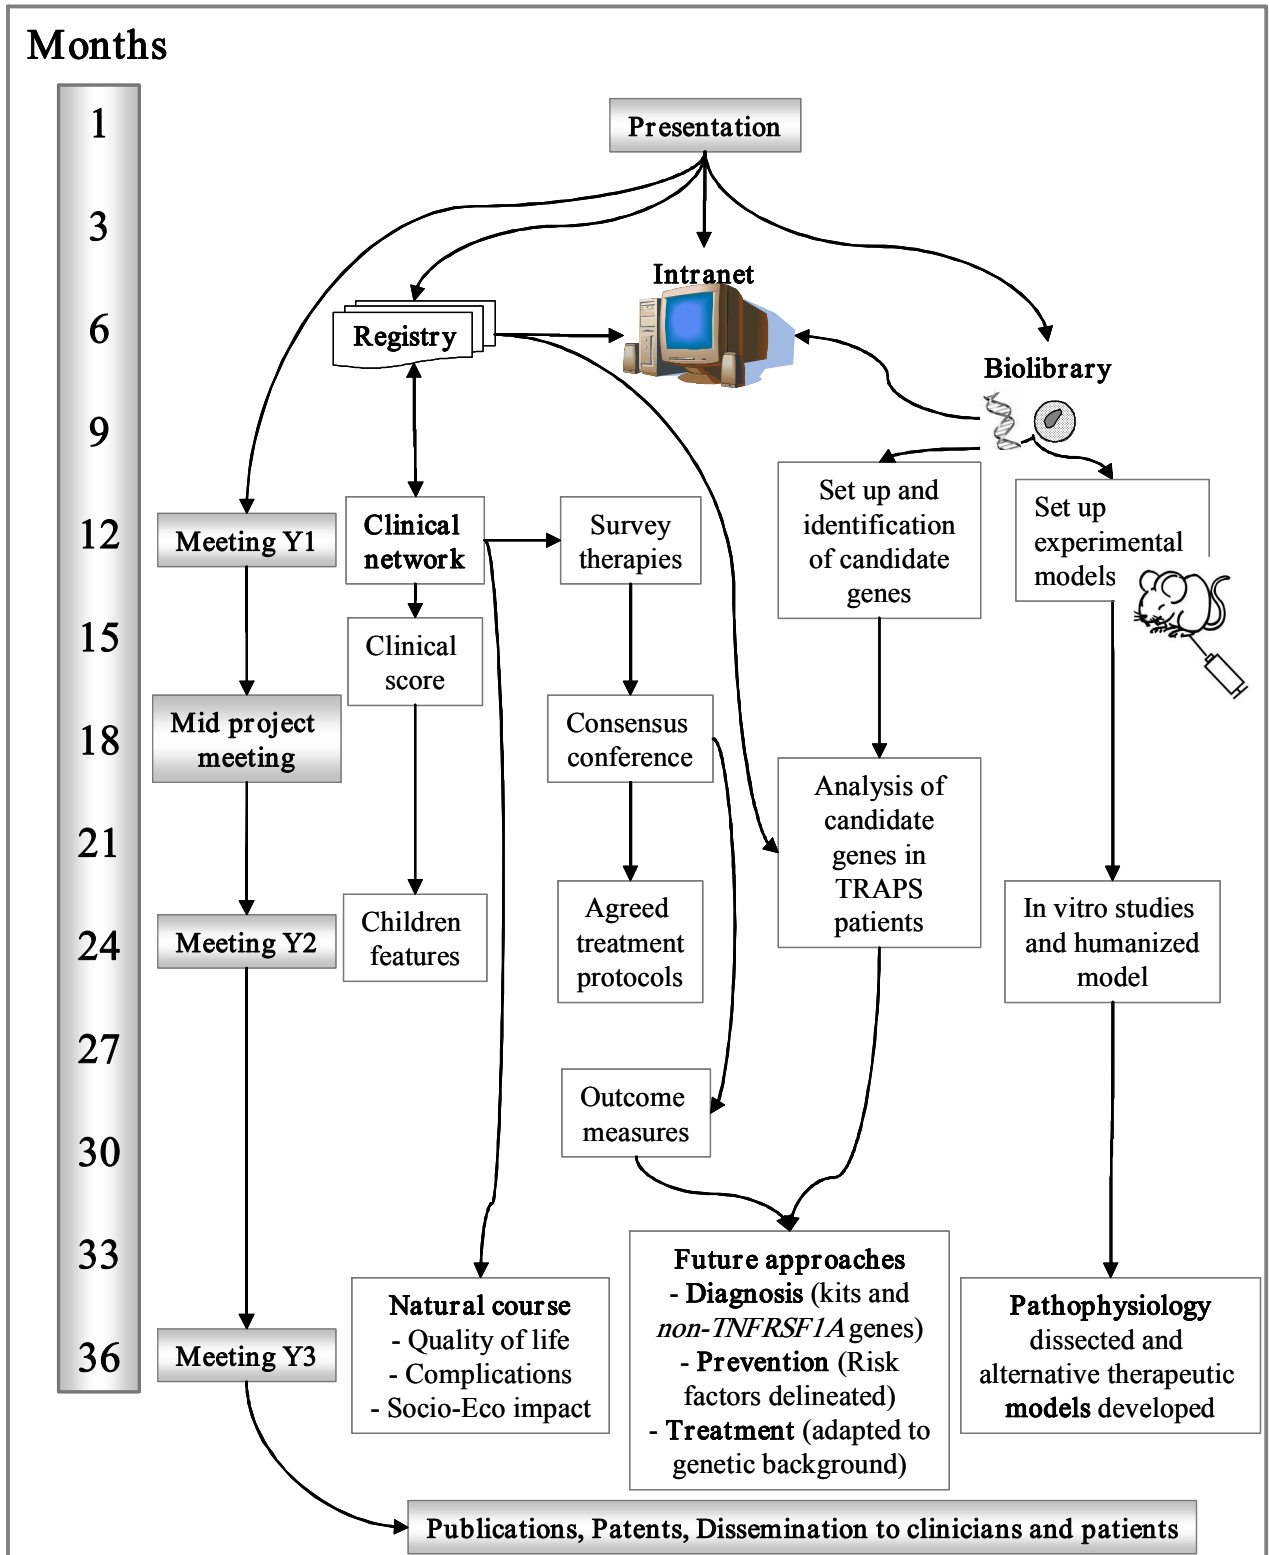 Months
1
Presentation
3
Intranet
6
Registry
Biolibrary
9
Set up and
identification
of candidate
genes
Set up
experimental
models
12
Meeting Y1
Clinical
network
Survey
therapies
15
Clinical
score
18
Mid project
meeting
Consensus
conference
Analysis of
candidate
genes in
TRAPS
patients
21
24
Meeting Y2
Children
features
Agreed
treatment
protocols
In vitro studies
and humanized
model
27
Outcome
measures
30
33
Natural course
- Quality of life
- Complications
- Socio-Eco impact
Future approaches
- Diagnosis (kits and
non-TNFRSF1A genes)
- Prevention (Risk
factors delineated)
- Treatment (adapted to
genetic background)
Pathophysiology
dissected and
alternative therapeutic
models developed
36
Meeting Y3
Publications, Patents, Dissemination to clinicians and patients